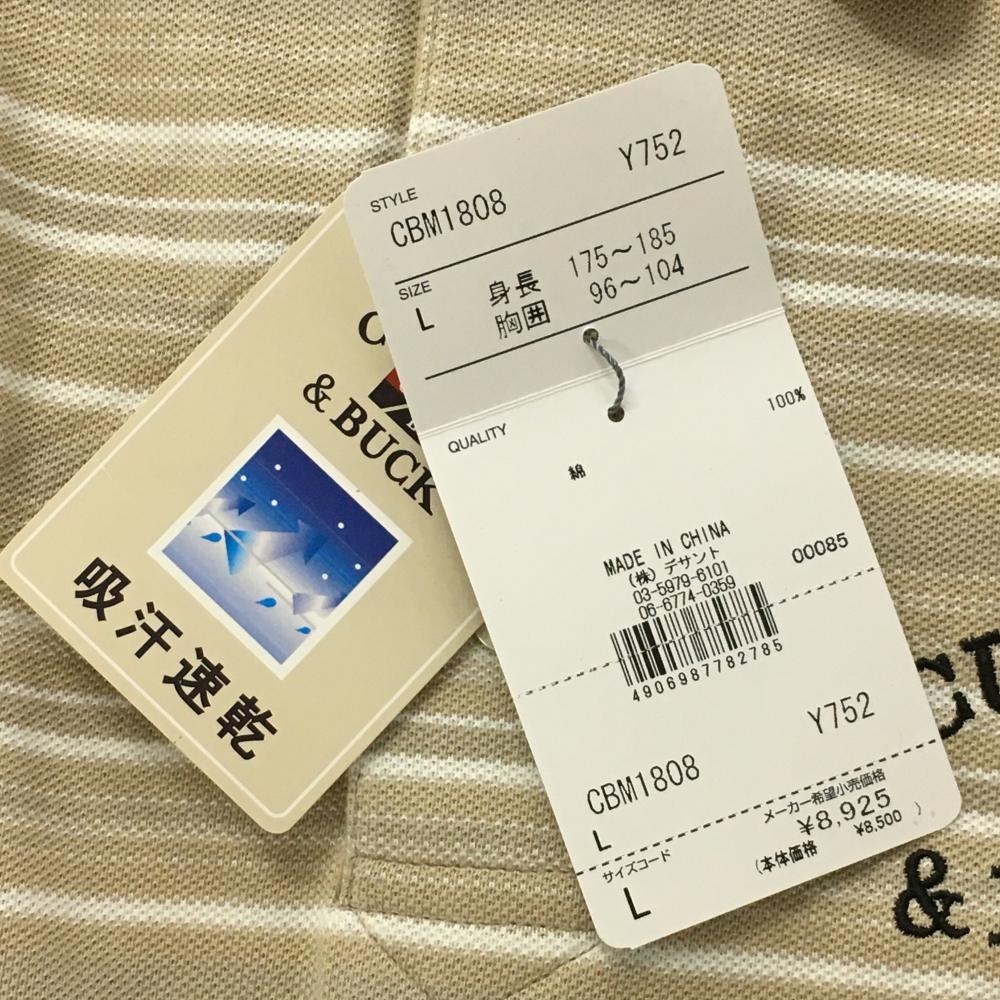 STYLE
CBM1808 Y752
SIZE
L
身長 175～185
胸囲 96～104
QUALITY
綿 100%
MADE IN CHINA
(株) デサント
03-5979-6101
06-6774-0359
00085
4906987782785
CBM1808 Y752
L
メーカー希望小売価格
¥8,925
(本体価格 ¥8,500 )
サイズコード
L
& BUCK
吸汗速乾
&